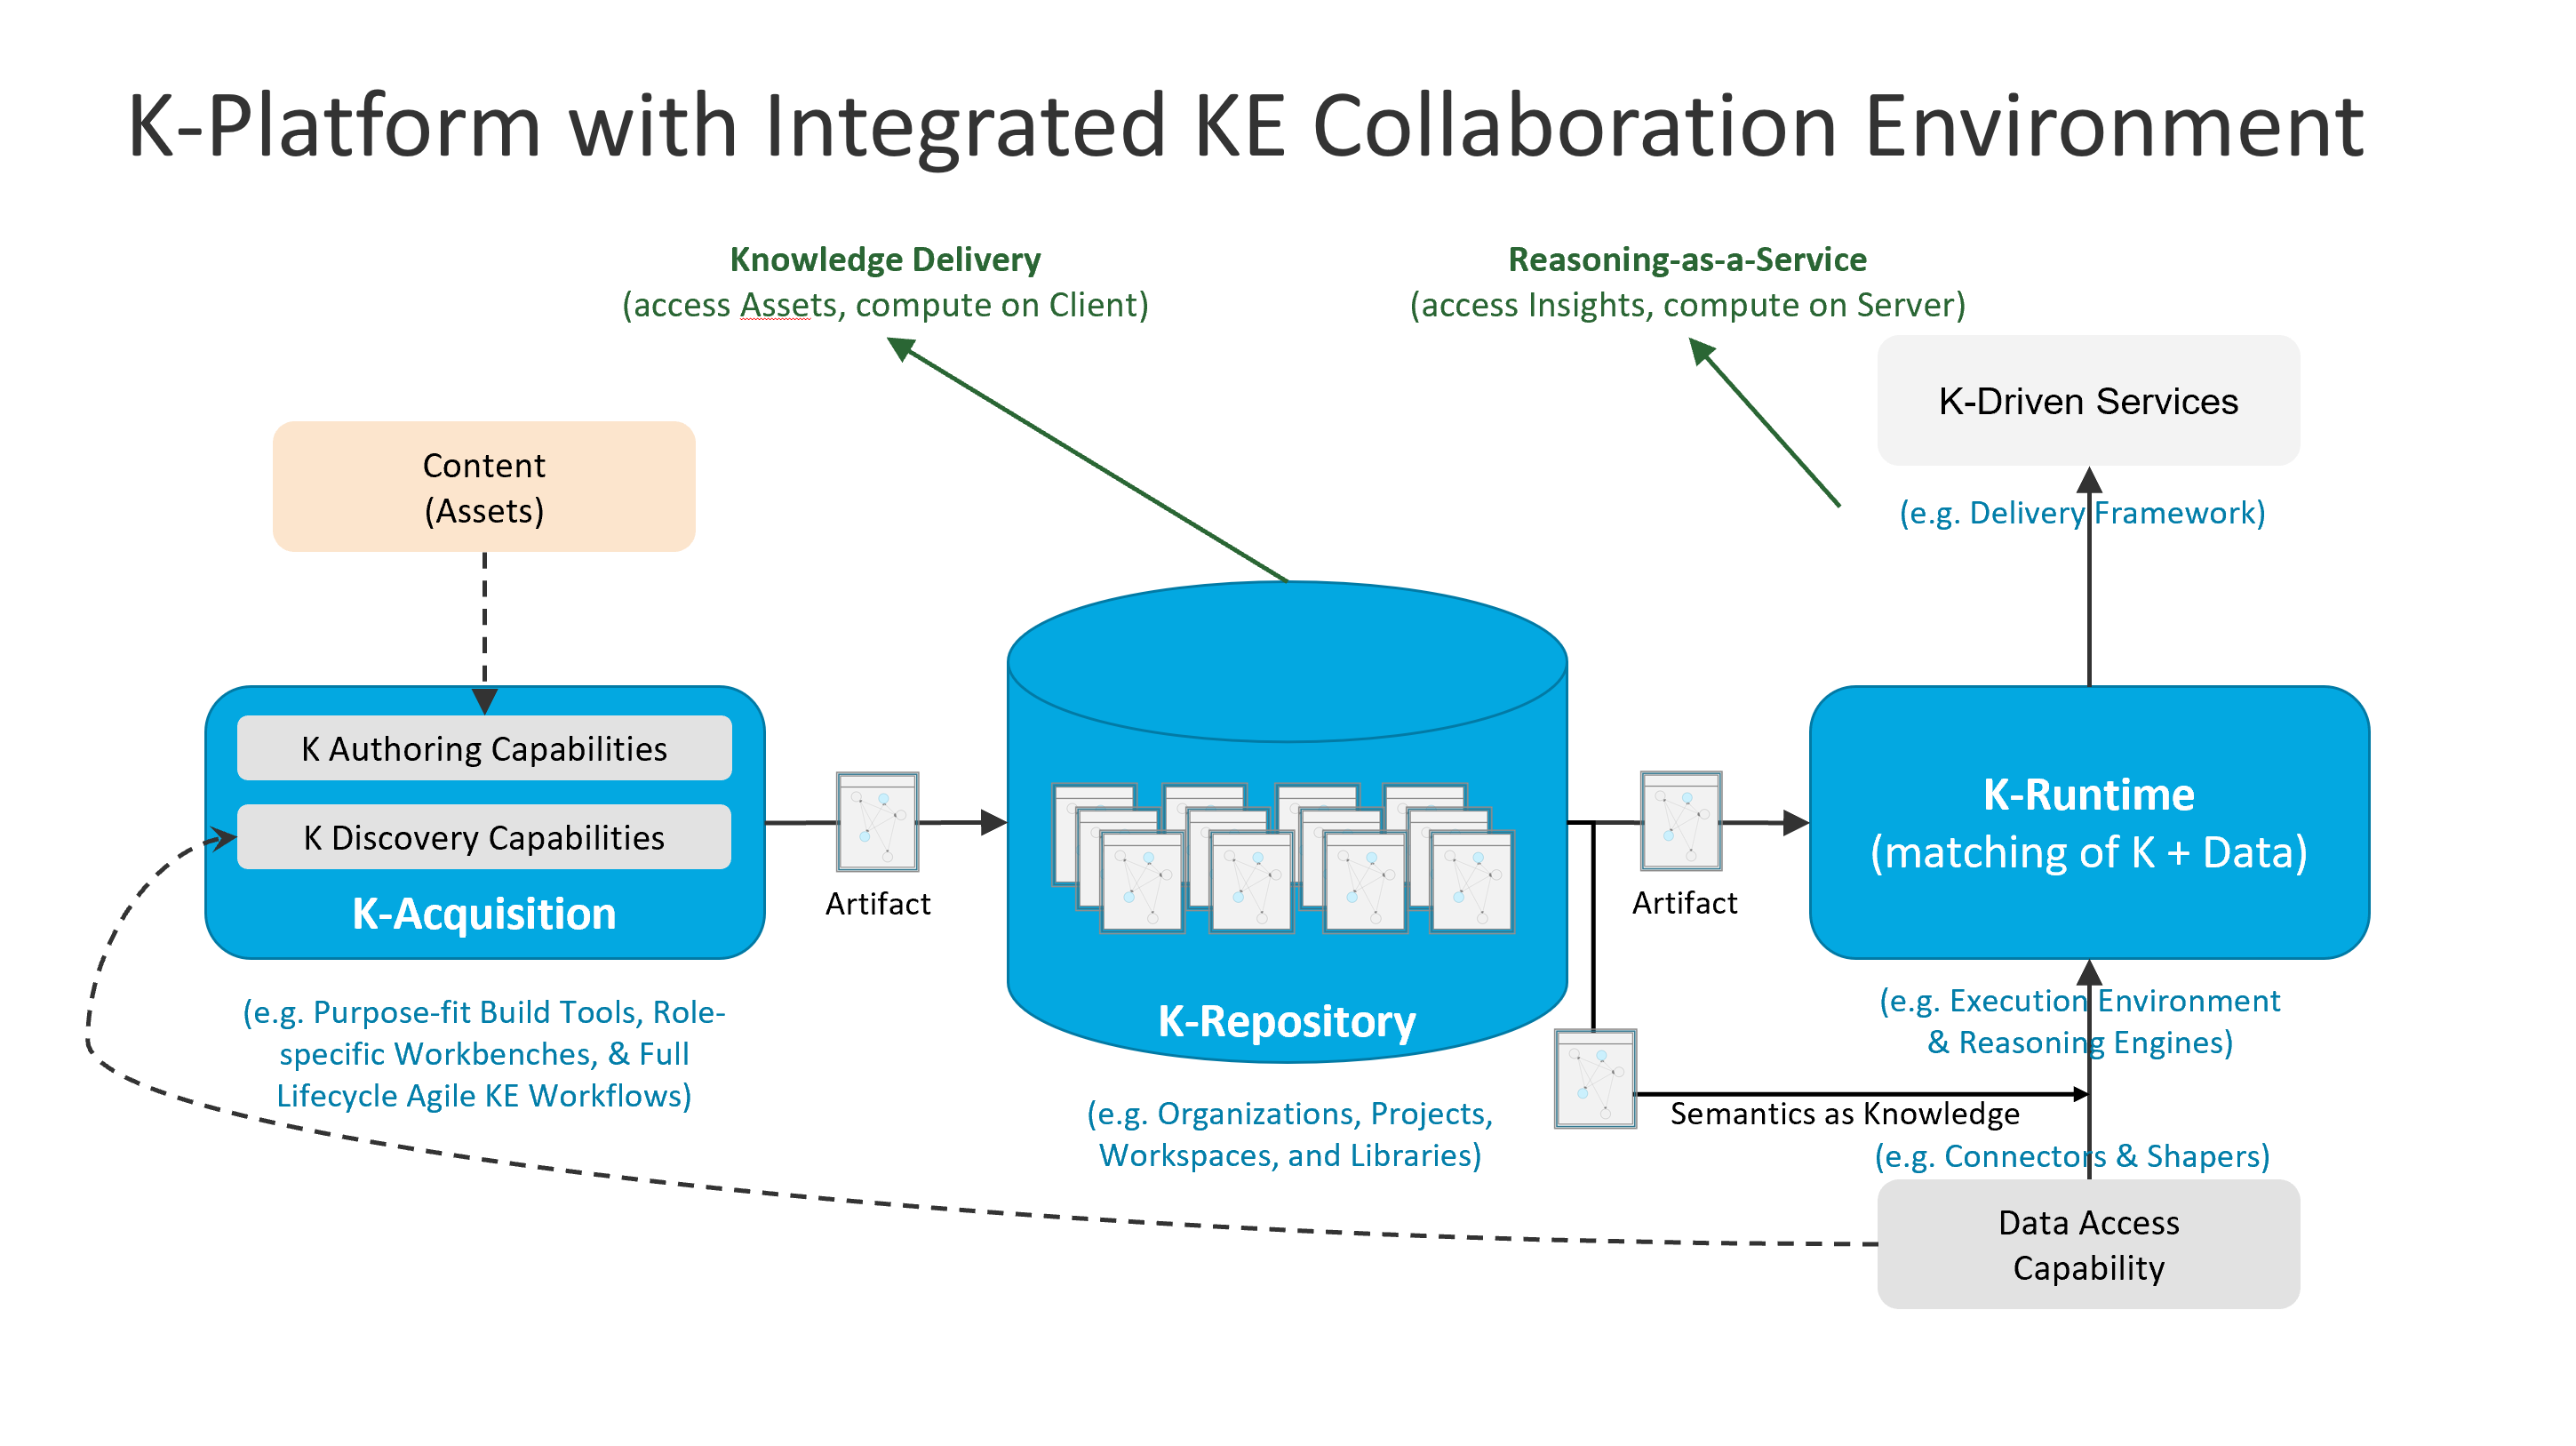 K-Platform with Integrated KE Collaboration Environment
Knowledge Delivery
(access Assets, compute on Client)
Reasoning-as-a-Service
(access Insights, compute on Server)
K-Driven Services
(e.g. Delivery Framework)
Content
(Assets)
K Authoring Capabilities
K Discovery Capabilities
K-Acquisition
(e.g. Purpose-fit Build Tools, Role-
specific Workbenches, & Full
Lifecycle Agile KE Workflows)
Artifact
K-Repository
(e.g. Organizations, Projects,
Workspaces, and Libraries)
Artifact
K-Runtime
(matching of K + Data)
(e.g. Execution Environment
& Reasoning Engines)
Semantics as Knowledge
(e.g. Connectors & Shapers)
Data Access
Capability